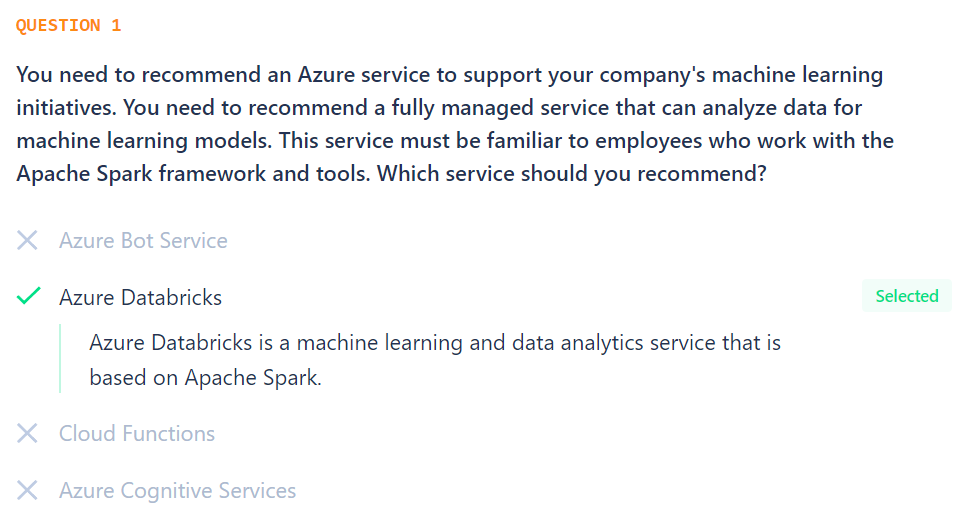 QUESTION 1
You need to recommend an Azure service to support your company's machine learning
initiatives. You need to recommend a fully managed service that can analyze data for
machine learning models. This service must be familiar to employees who work with the
Apache Spark framework and tools. Which service should you recommend?
Azure Bot Service
Azure Databricks
Selected
Azure Databricks is a machine learning and data analytics service that is
based on Apache Spark.
Cloud Functions
Azure Cognitive Services